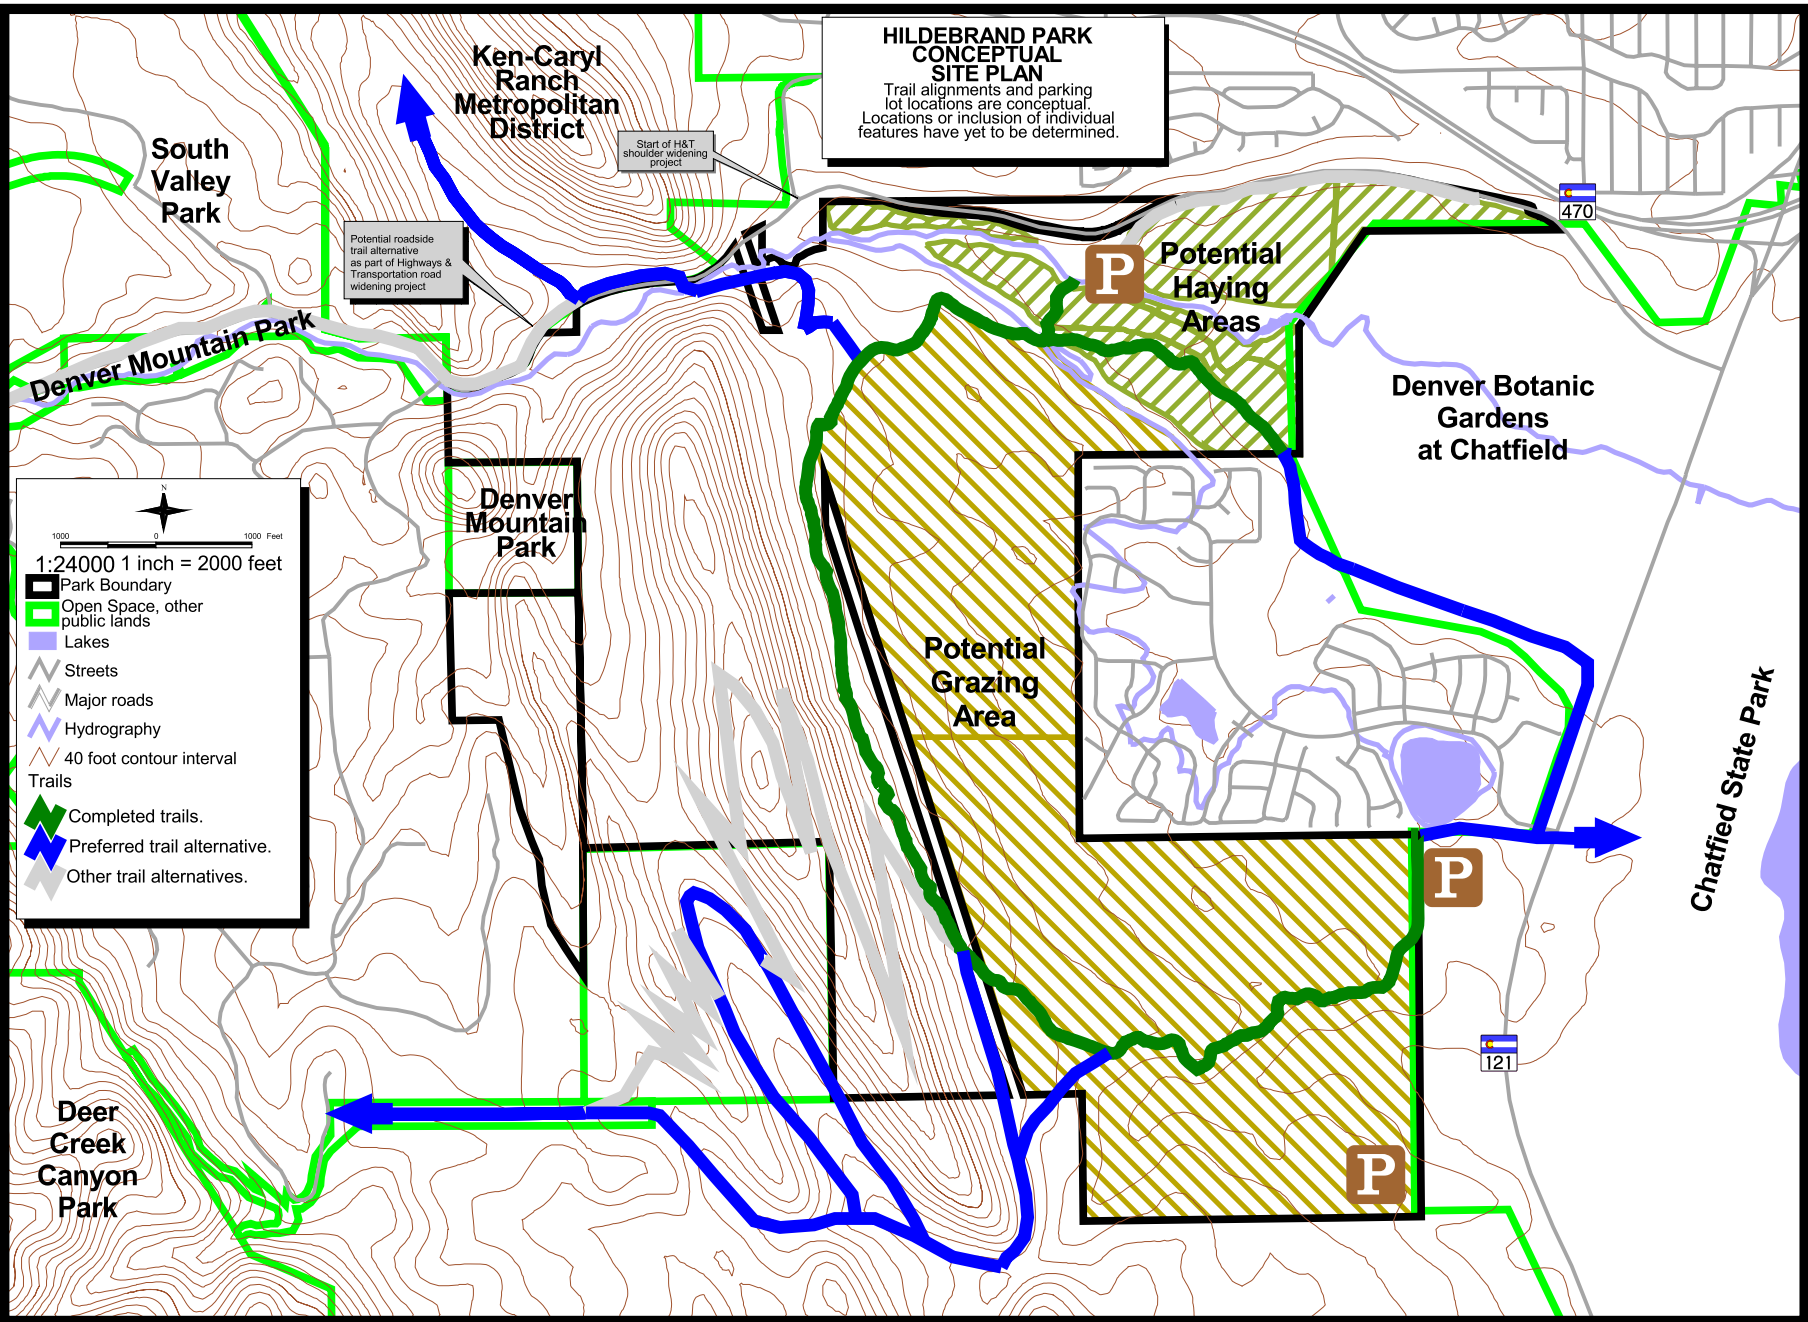 HILDEBRAND PARK
CONCEPTUAL
SITE PLAN
Trail alignments and parking
lot locations are conceptual.
Locations or inclusion of individual
features have yet to be determined.
Ken-Caryl
Ranch
Metropolitan
District
South
Valley
Park
Start of H&T
shoulder widening
project
Potential roadside
trail alternative
as part of Highways &
Transportation road
widening project
470
P
Potential
Haying
Areas
Denver Mountain Park
Denver Botanic
Gardens
at Chatfield
Denver
Mountain
Park
N
1000 0 1000 Feet
1:24000 1 inch = 2000 feet
Park Boundary
Open Space, other
public lands
Lakes
Streets
Major roads
Hydrography
40 foot contour interval
Trails
Completed trails.
Preferred trail alternative.
Other trail alternatives.
Potential
Grazing
Area
Chatfied State Park
P
121
Deer
Creek
Canyon
Park
P